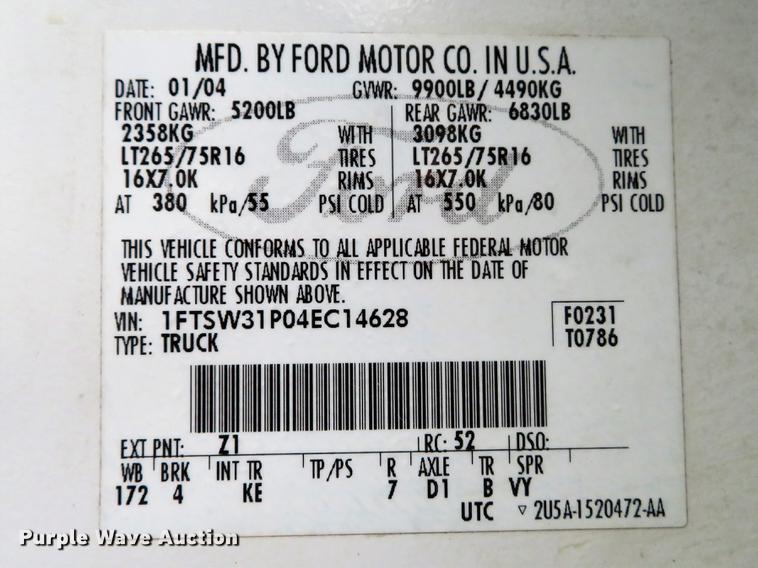 MFD. BY FORD MOTOR CO. IN U.S.A.
DATE: 01/04 GVWR: 9900LB/ 4490KG
FRONT GAWR: 5200LB REAR GAWR: 6830LB
2358KG WITH 3098KG WITH
LT265/75R16 TIRES LT265/75R16 TIRES
16X7.0K RIMS 16X7.0K RIMS
AT 380 kPa/55 PSI COLD AT 550 kPa/80 PSI COLD
Ford
THIS VEHICLE CONFORMS TO ALL APPLICABLE FEDERAL MOTOR
VEHICLE SAFETY STANDARDS IN EFFECT ON THE DATE OF
MANUFACTURE SHOWN ABOVE.
VIN: 1FTSW31P04EC14628 F0231
TYPE: TRUCK T0786
EXT PNT: Z1 RC: 52 DSO:
WB BRK INT TR TP/PS R AXLE TR SPR
172 4 KE 7 D1 B VY
UTC ▽ 2U5A-1520472-AA
Purple Wave Auction